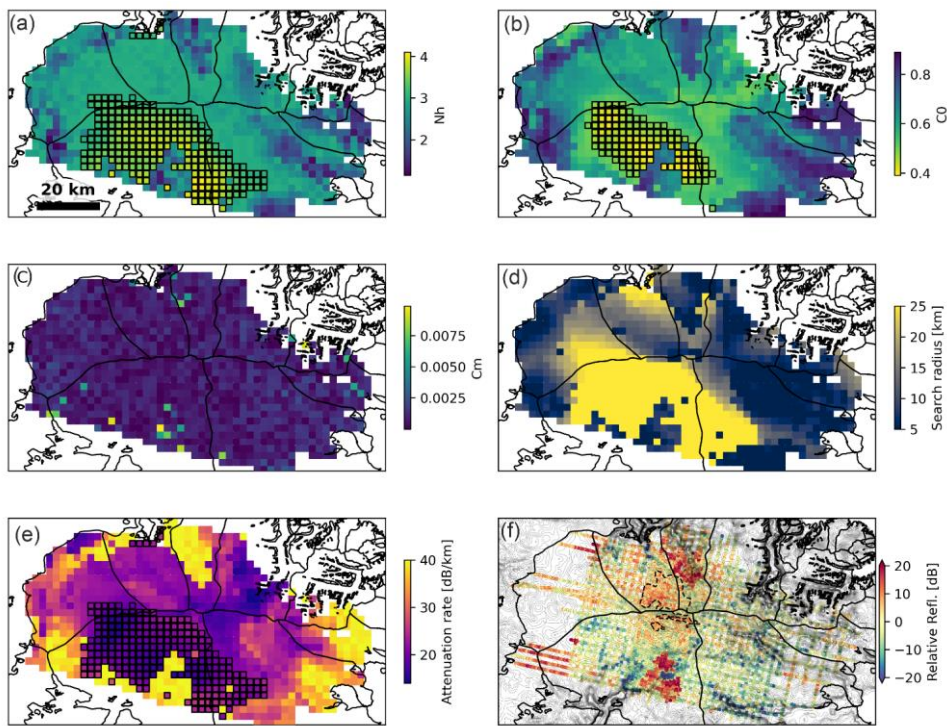 (a)
4
3
2
Nh
20 km
(b)
0.8
0.6
0.4
C0
(c)
0.0075
0.0050
0.0025
Cm
(d)
25
20
15
10
5
Search radius [km]
(e)
40
30
20
Attenuation rate [dB/km]
(f)
20
10
0
−10
−20
Relative Refl. [dB]